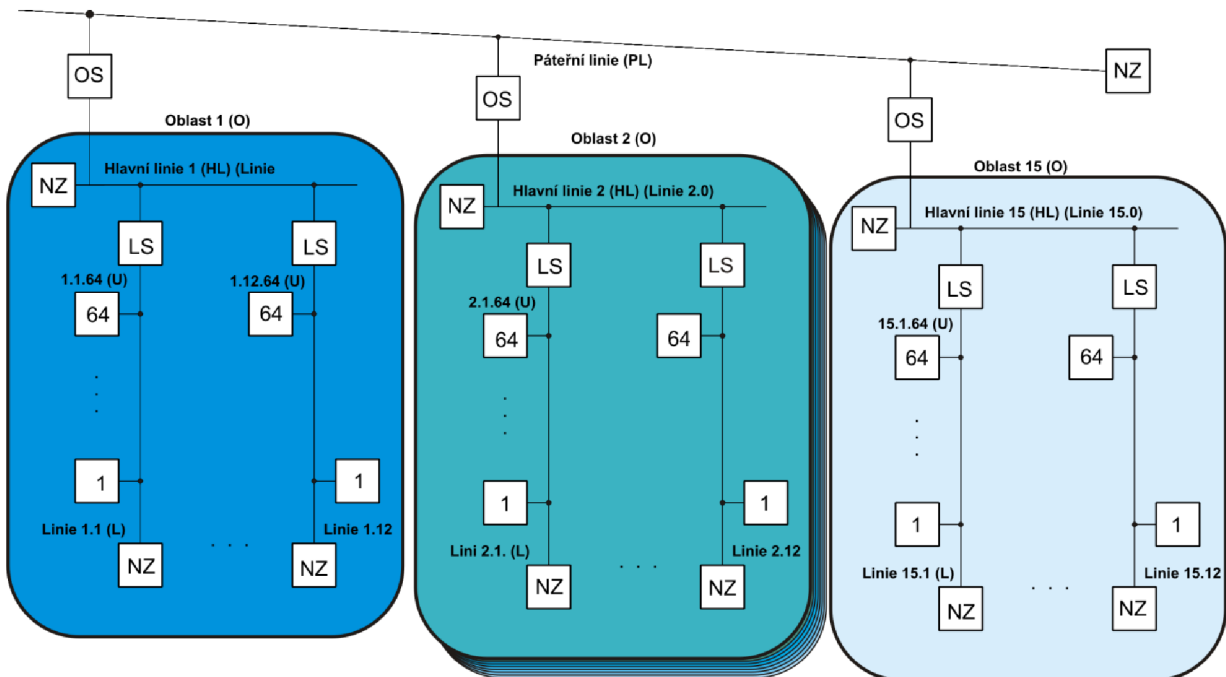 Páteřní linie (PL)
NZ
OS
OS
OS
Oblast 1 (O)
Hlavní linie 1 (HL) (Linie
NZ
LS
LS
1.1.64 (U)
1.12.64 (U)
64
64
. . .
1
1
Linie 1.1 (L)
Linie 1.12
NZ
. . .
NZ
Oblast 2 (O)
Hlavní linie 2 (HL) (Linie 2.0)
NZ
LS
LS
2.1.64 (U)
64
64
. . .
1
1
Lini 2.1. (L)
Linie 2.12
NZ
. . .
NZ
Oblast 15 (O)
Hlavní linie 15 (HL) (Linie 15.0)
NZ
LS
LS
15.1.64 (U)
64
64
. . .
1
1
Linie 15.1 (L)
Linie 15.12
NZ
. . .
NZ